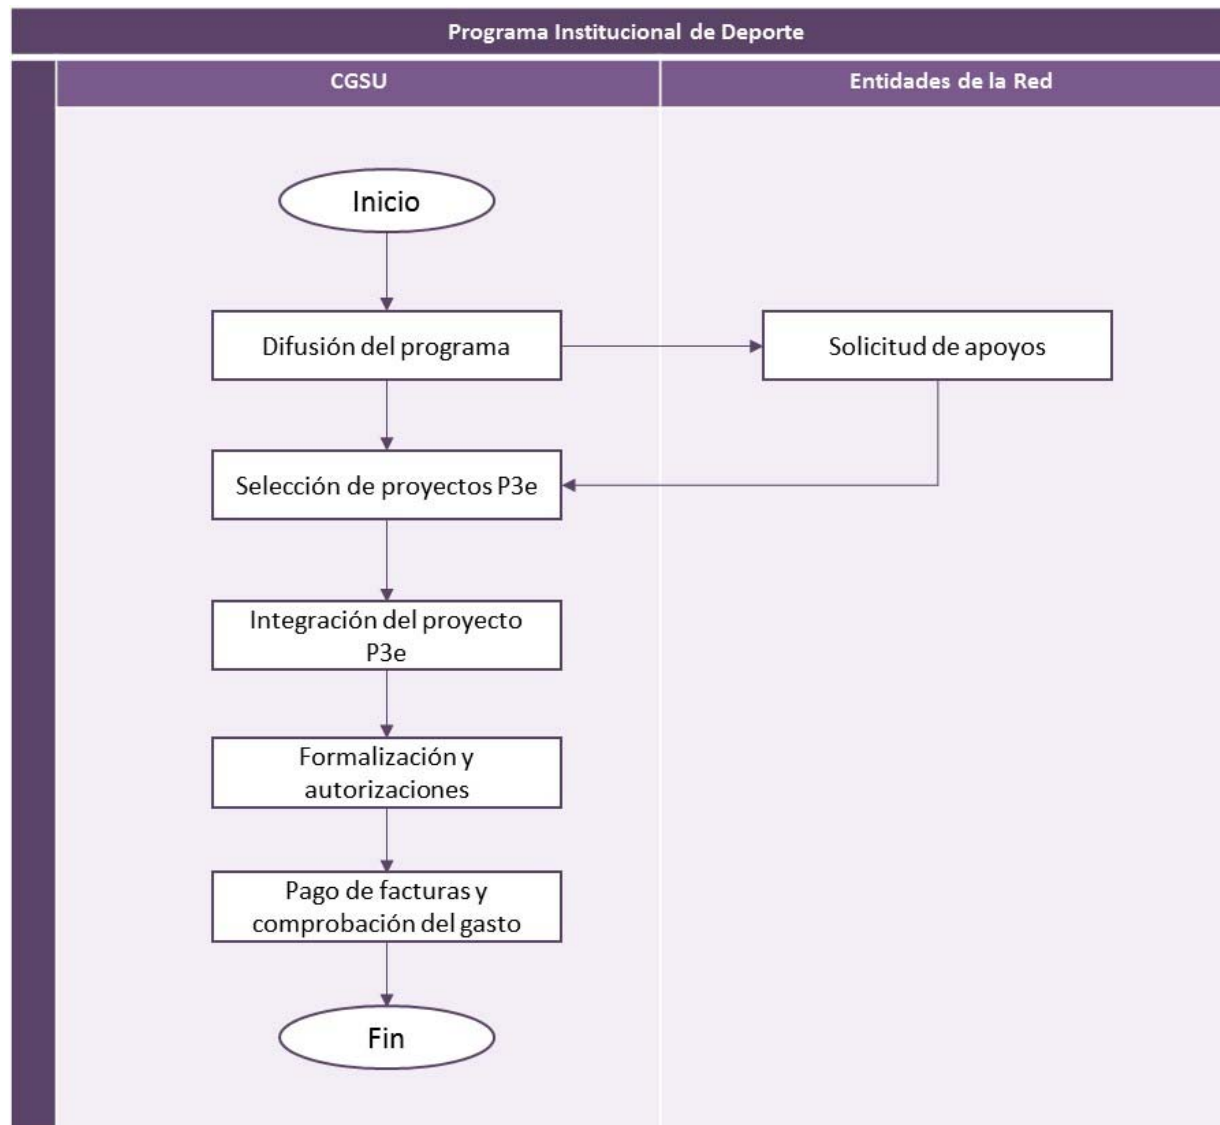 Programa Institucional de Deporte
CGSU
Entidades de la Red
Inicio
Difusión del programa
Solicitud de apoyos
Selección de proyectos P3e
Integración del proyecto
P3e
Formalización y
autorizaciones
Pago de facturas y
comprobación del gasto
Fin